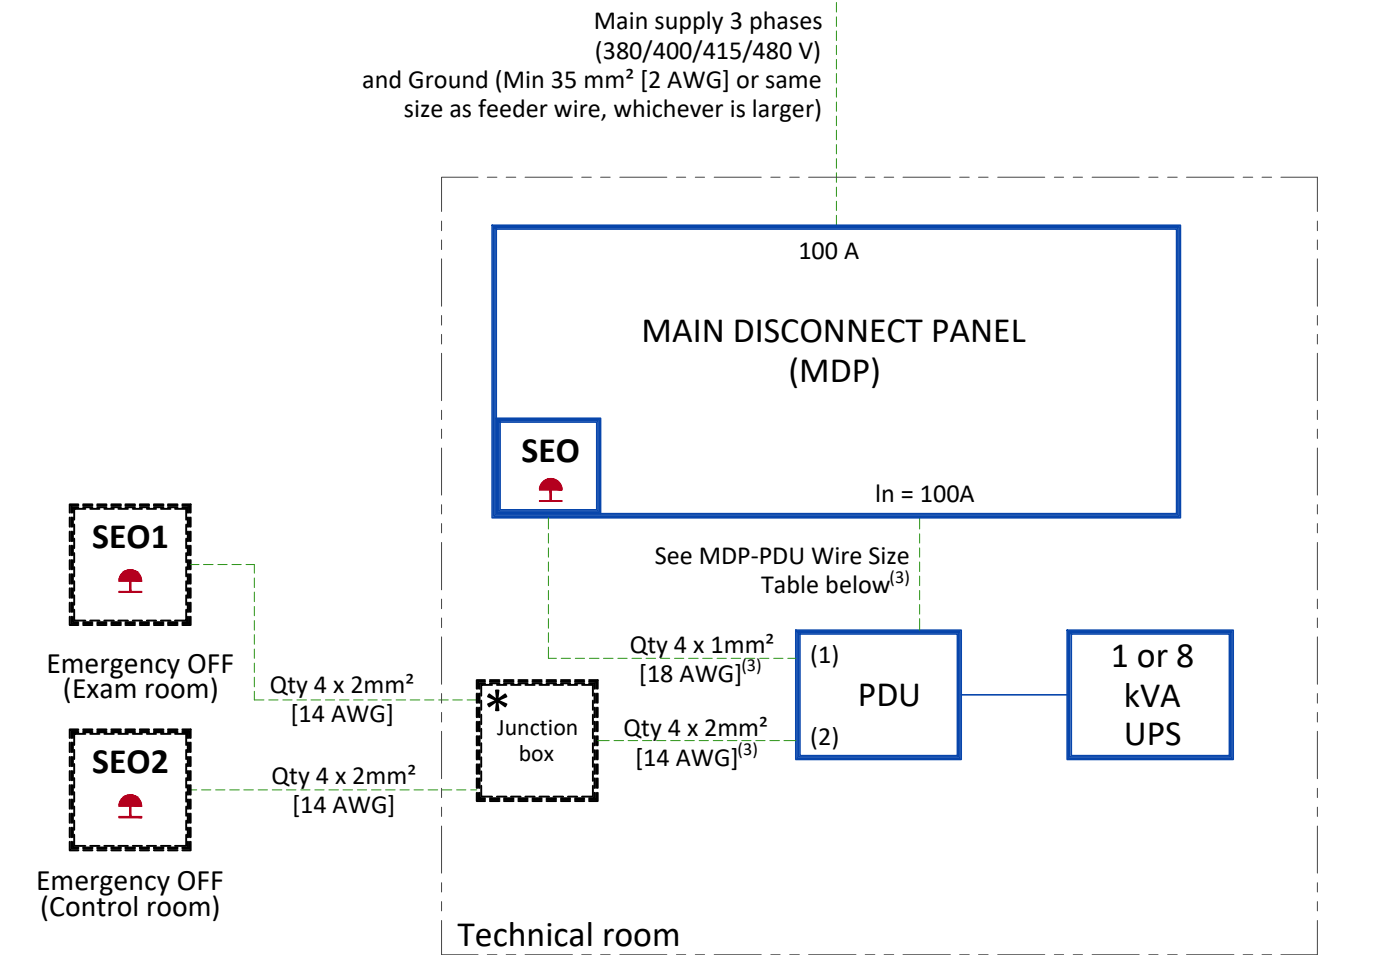 Main supply 3 phases
(380/400/415/480 V)
and Ground (Min 35 mm² [2 AWG] or same
size as feeder wire, whichever is larger)
100 A
MAIN DISCONNECT PANEL
(MDP)
SEO
ln = 100A
SEO1
Emergency OFF
(Exam room)
See MDP-PDU Wire Size
Table below⁽³⁾
Qty 4 x 1mm²
[18 AWG]⁽³⁾
(1)
PDU
(2)
1 or 8
kVA
UPS
Qty 4 x 2mm²
[14 AWG]
*
Junction
box
Qty 4 x 2mm²
[14 AWG]⁽³⁾
SEO2
Qty 4 x 2mm²
[14 AWG]
Emergency OFF
(Control room)
Technical room